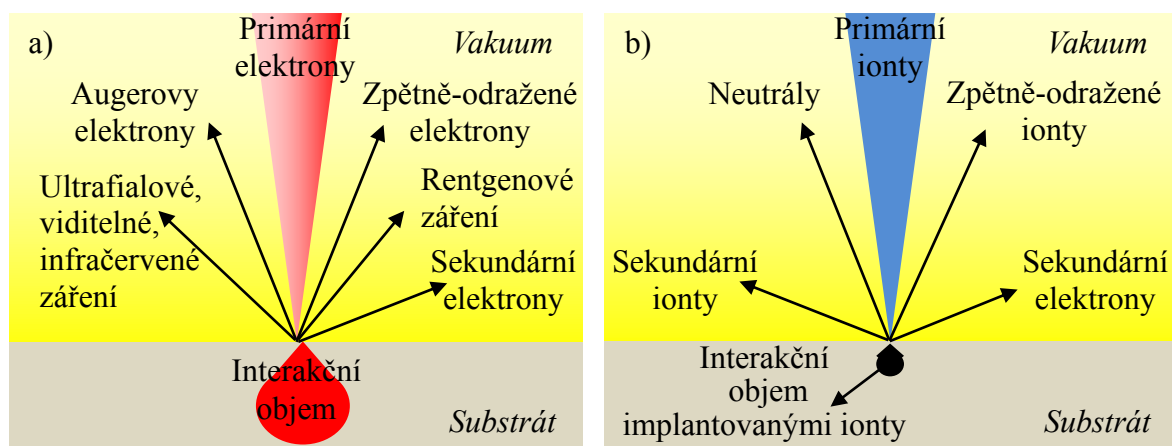 a)
Primární
elektrony
Vakuum
Augerovy
elektrony
Zpětně-odražené
elektrony
Ultrafialové,
viditelné,
infračervené
záření
Rentgenové
záření
Sekundární
elektrony
Interakční
objem
Substrát
b)
Primární
ionty
Vakuum
Neutrály
Zpětně-odražené
ionty
Sekundární
ionty
Sekundární
elektrony
Interakční
objem
implantovanými ionty
Substrát